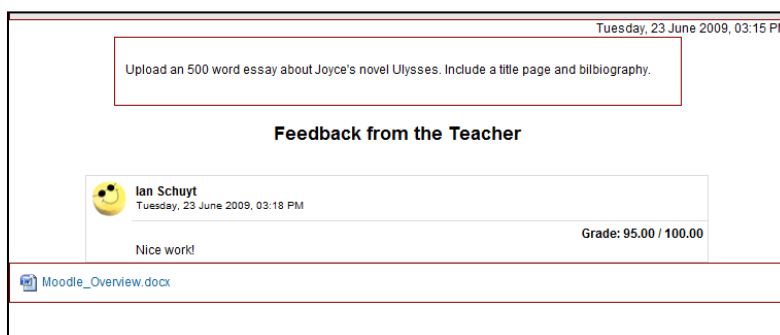 Tuesday, 23 June 2009, 03:15 P
Upload an 500 word essay about Joyce's novel Ulysses. Include a title page and bilbiography.
Feedback from the Teacher
Ian Schuyt
Tuesday, 23 June 2009, 03:18 PM
Grade: 95.00 / 100.00
Nice work!
Moodle_Overview.docx